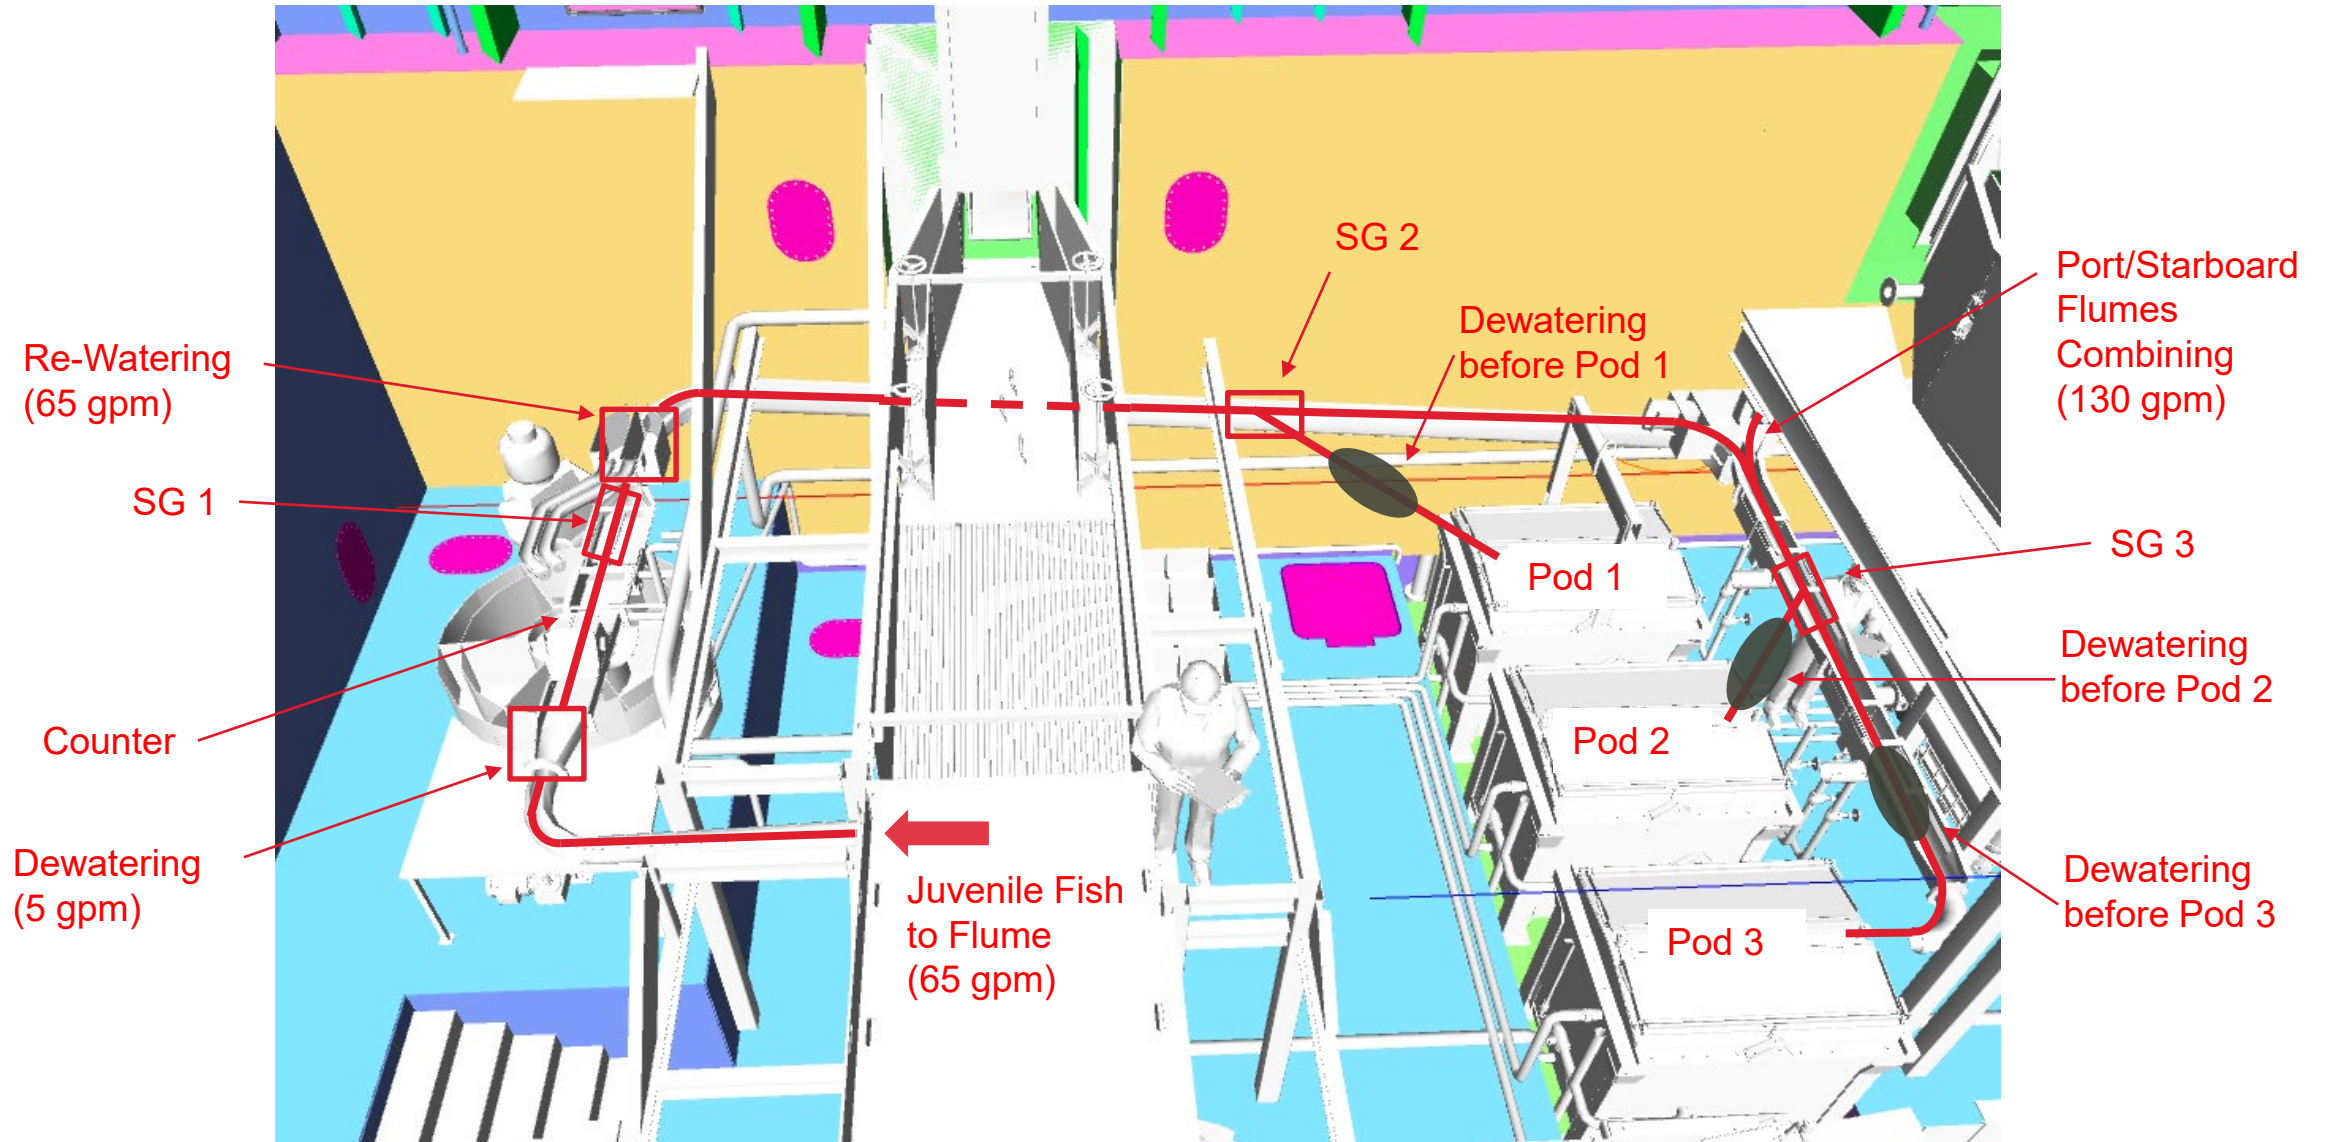 SG 2
Port/Starboard
Flumes
Combining
(130 gpm)
Dewatering
before Pod 1
Re-Watering
(65 gpm)
SG 1
SG 3
Pod 1
Dewatering
before Pod 2
Counter
Pod 2
Dewatering
(5 gpm)
Juvenile Fish
to Flume
(65 gpm)
Dewatering
before Pod 3
Pod 3